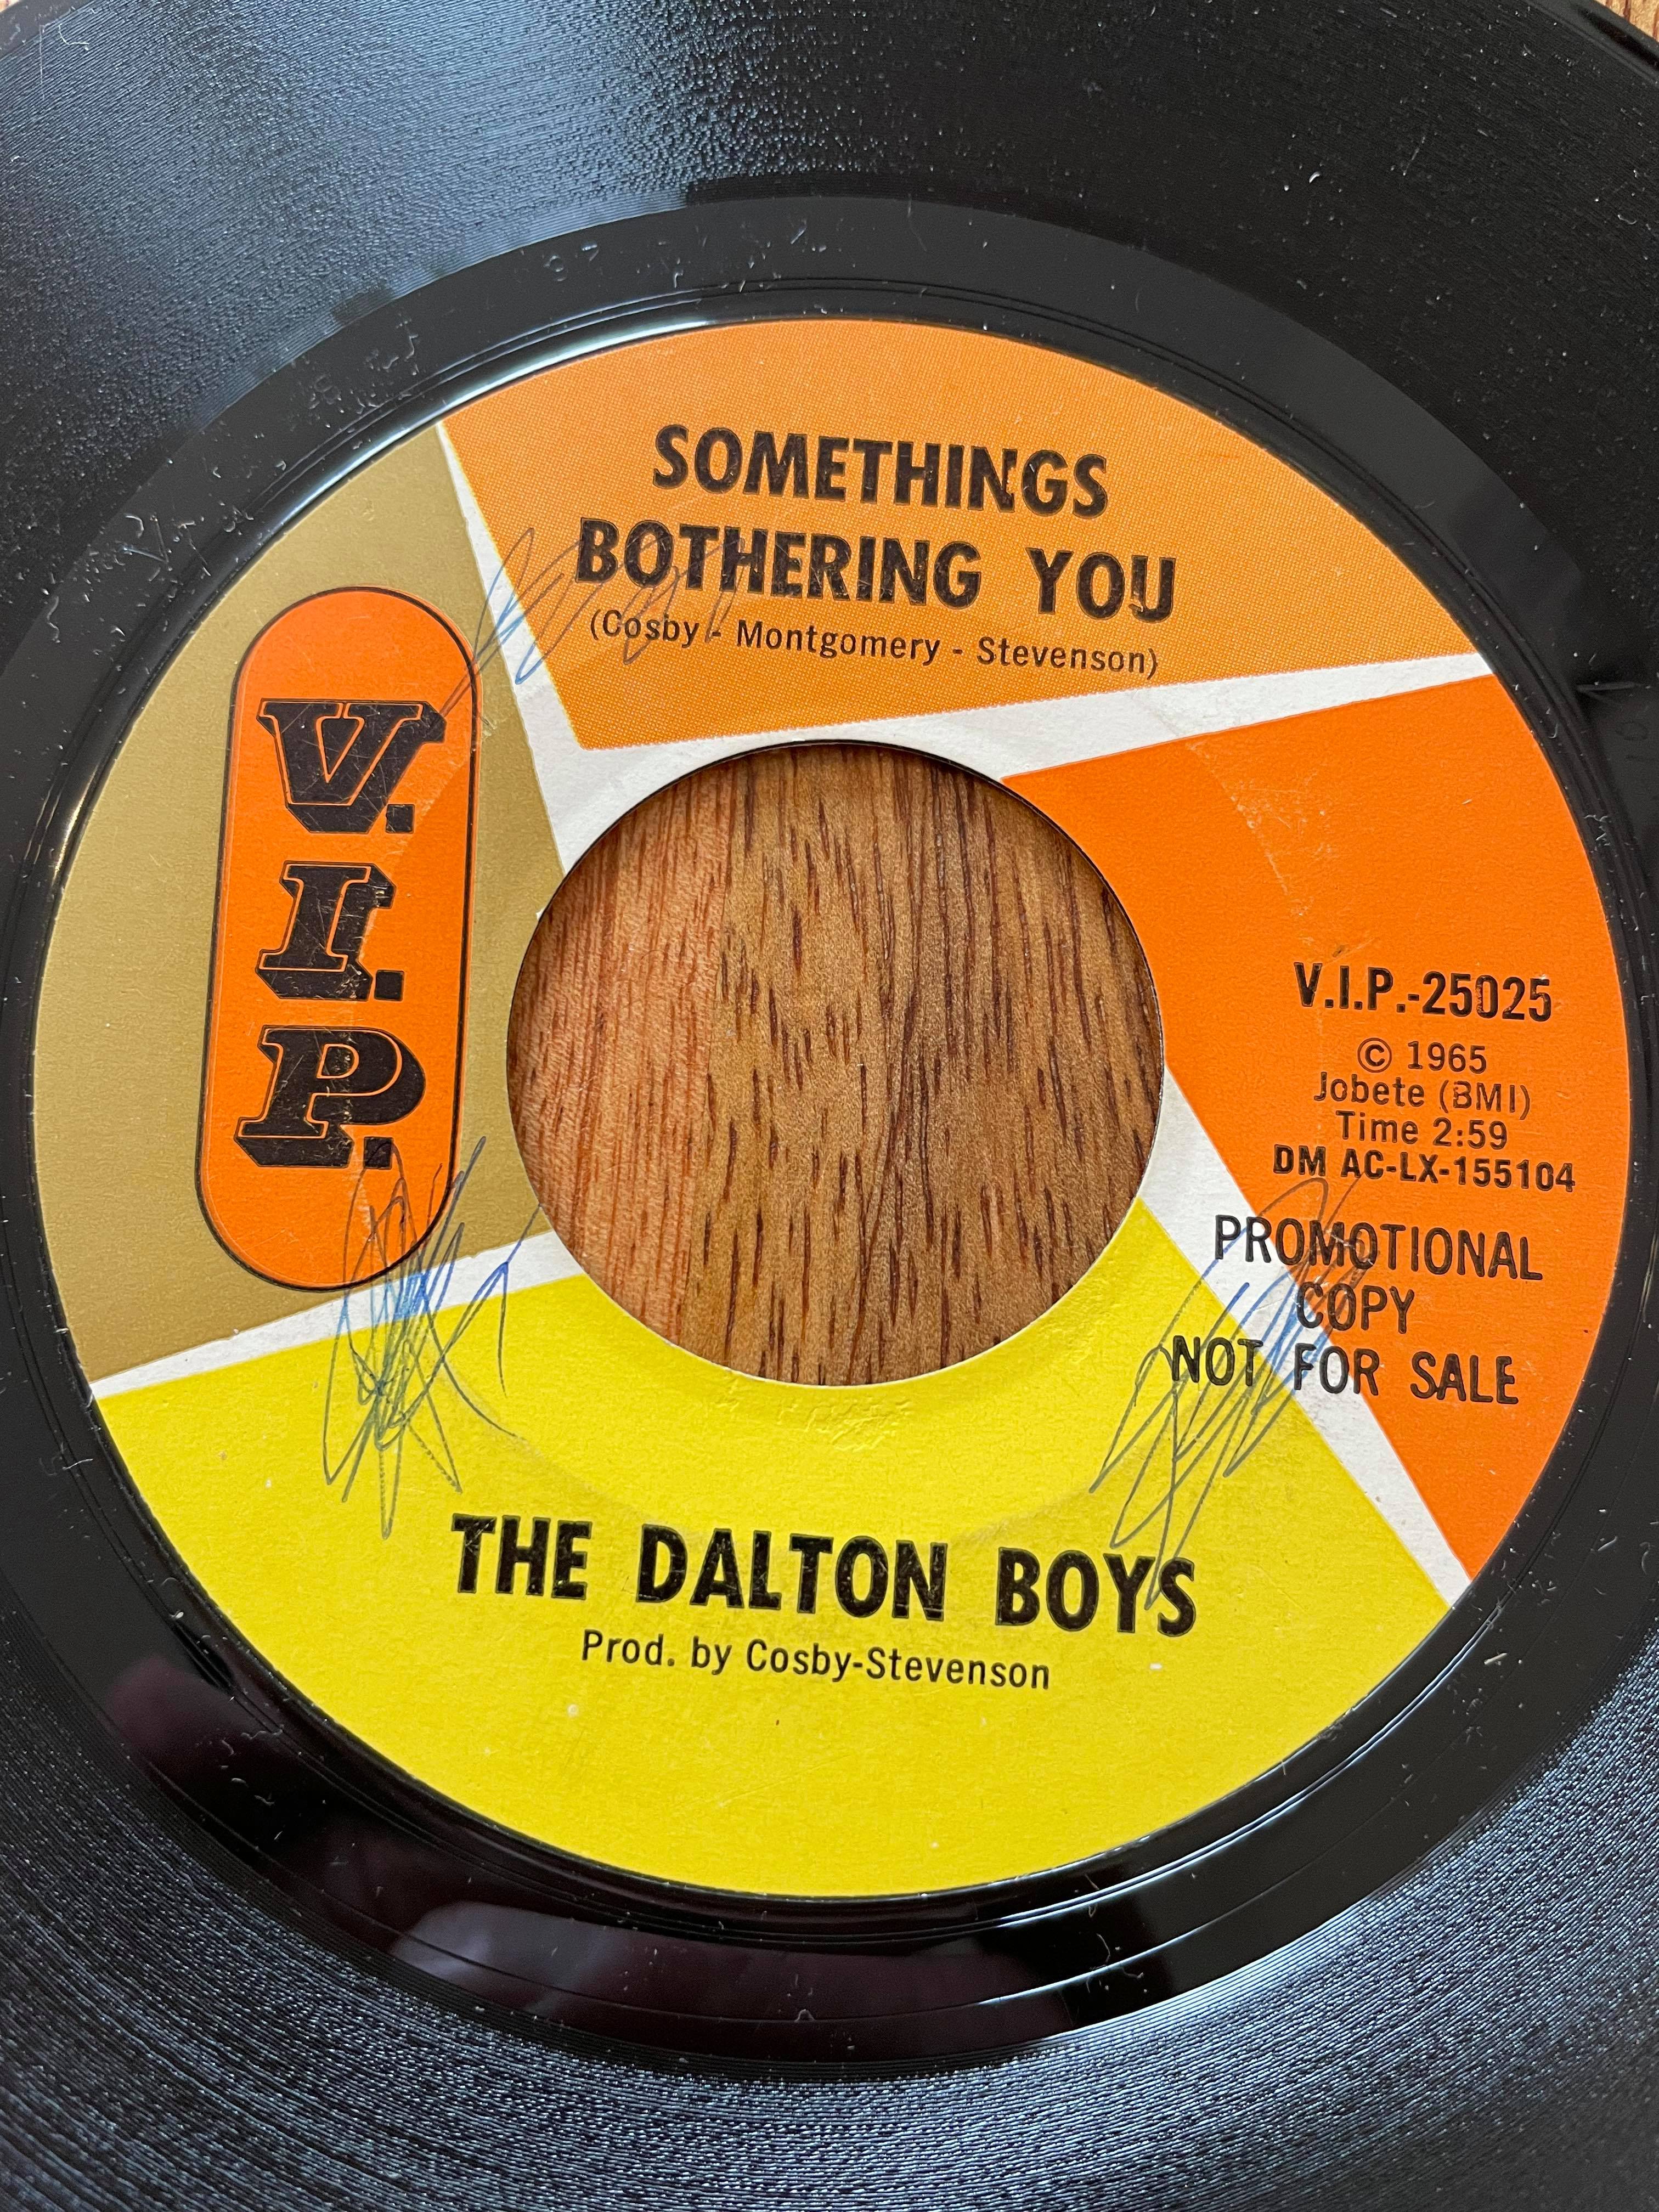 SOMETHINGS
BOTHERING YOU
(Cosby - Montgomery - Stevenson)
V.I.P.
V.I.P.-25025
© 1965
Jobete (BMI)
Time 2:59
DM AC-LX-155104
PROMOTIONAL
COPY
NOT FOR SALE
THE DALTON BOYS
Prod. by Cosby-Stevenson